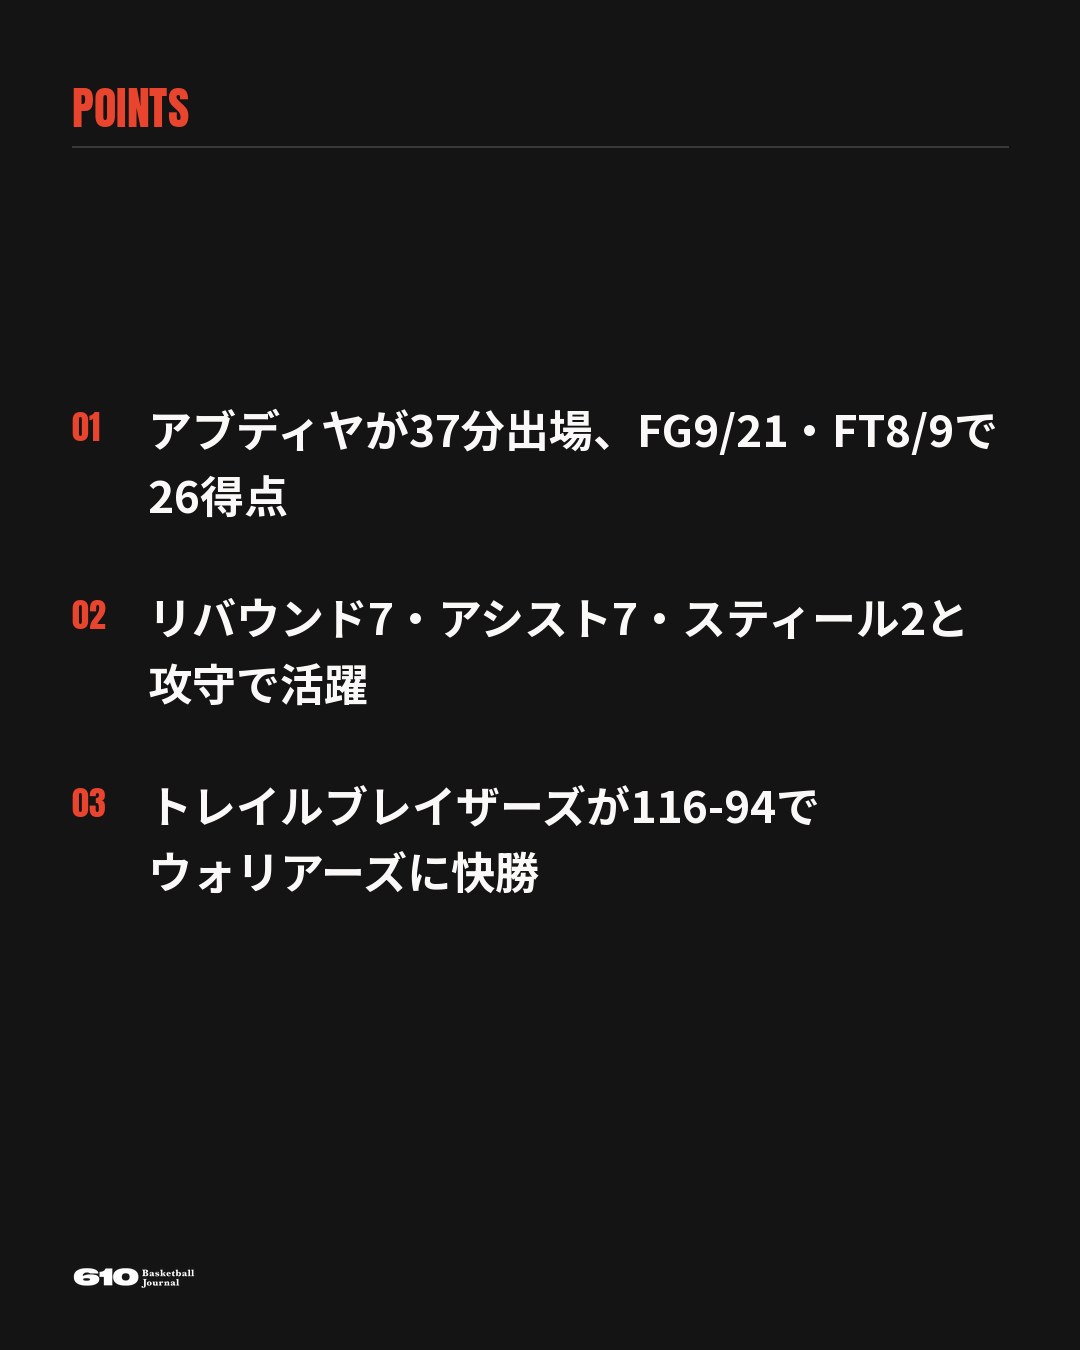 POINTS
01 アブディヤが37分出場、FG9/21・FT8/9で
26得点
02 リバウンド7・アシスト7・スティール2と
攻守で活躍
03 トレイルブレイザーズが116-94で
ウォリアーズに快勝
610 Basketball
Journal